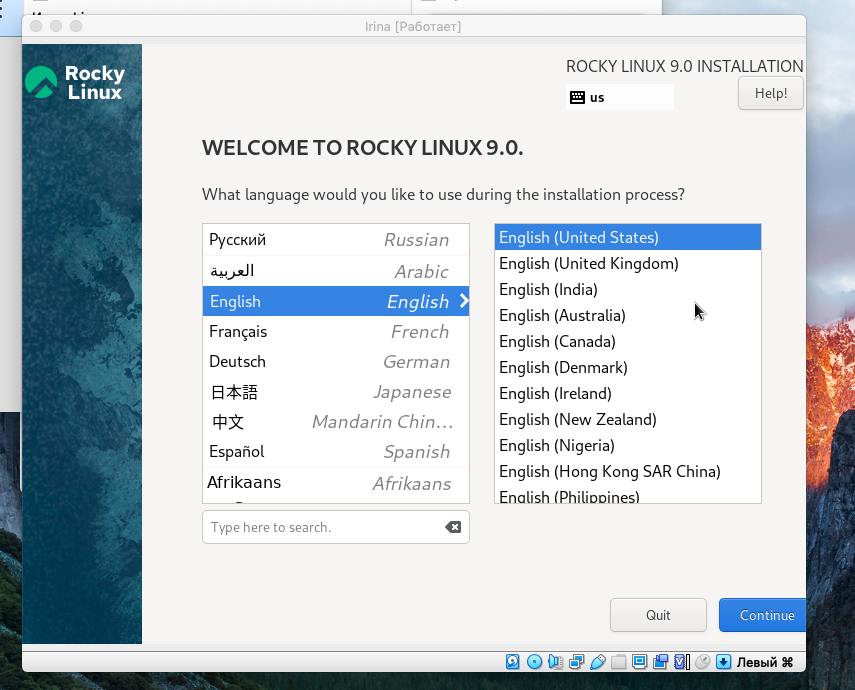 Irina [Работает]
Rocky
Linux
ROCKY LINUX 9.0 INSTALLATION
us
Help!
WELCOME TO ROCKY LINUX 9.0.
What language would you like to use during the installation process?
Русский Russian
العربية Arabic
English English
Français French
Deutsch German
日本語 Japanese
中文 Mandarin Chin...
Español Spanish
Afrikaans Afrikaans
English (United States)
English (United Kingdom)
English (India)
English (Australia)
English (Canada)
English (Denmark)
English (Ireland)
English (New Zealand)
English (Nigeria)
English (Hong Kong SAR China)
English (Philippines)
Type here to search.
Quit
Continue
Левый ⌘